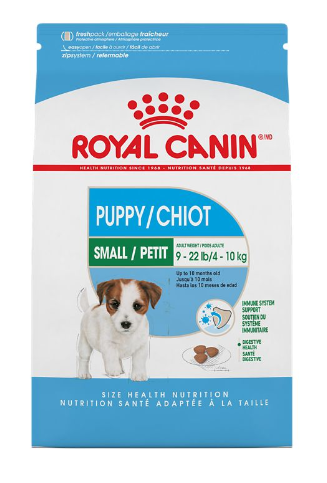 freshpack/emballage fraîcheur
easyopen / facile à ouvrir / fácil de abrir
zipsystem / refermable
ROYAL CANIN ®/MD
HEALTH NUTRITION SINCE 1968 • NUTRITION SANTÉ DEPUIS 1968
PUPPY/CHIOT
SMALL / PETIT
ADULT WEIGHT / POIDS ADULTE
9 - 22 lb/4 - 10kg
Up to 10 months old
Jusqu'à 10 mois
Hasta los 10 meses de edad
IMMUNE SYSTEM
SUPPORT
SOUTIEN DU
SYSTÈME
IMMUNITAIRE
+ DIGESTIVE
HEALTH
SANTÉ
DIGESTIVE
SIZE HEALTH NUTRITION
NUTRITION SANTÉ ADAPTÉE À LA TAILLE